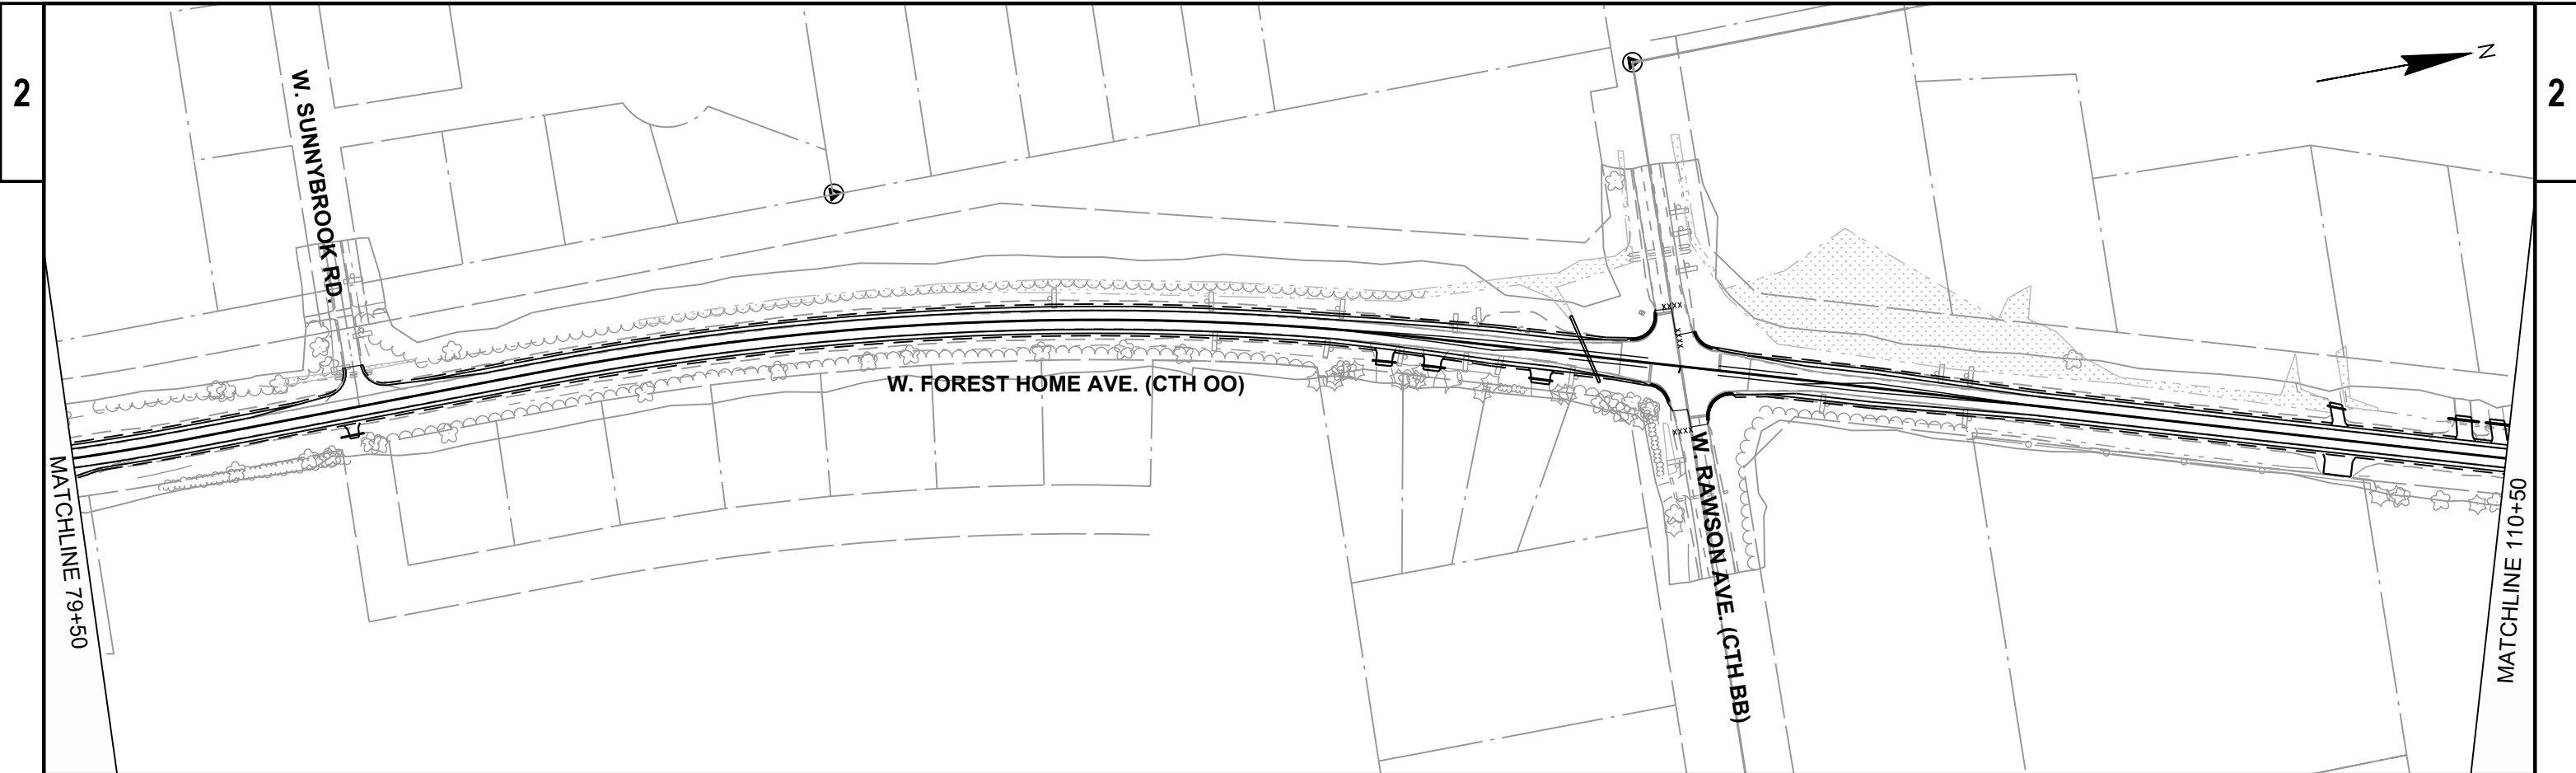 2
2
N
W. SUNNYBROOK RD.
W. FOREST HOME AVE. (CTH OO)
xxxx
xxxx
xxxx
W. RAWSON AVE. (CTH BB)
MATCHLINE 79+50
MATCHLINE 110+50